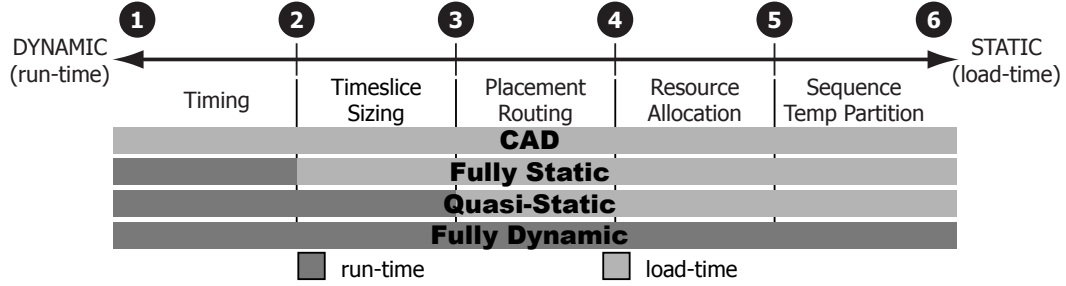 1 2 3 4 5 6
DYNAMIC
(run-time)
STATIC
(load-time)
Timing
Timeslice
Sizing
Placement
Routing
Resource
Allocation
Sequence
Temp Partition
CAD
Fully Static
Quasi-Static
Fully Dynamic
run-time
load-time